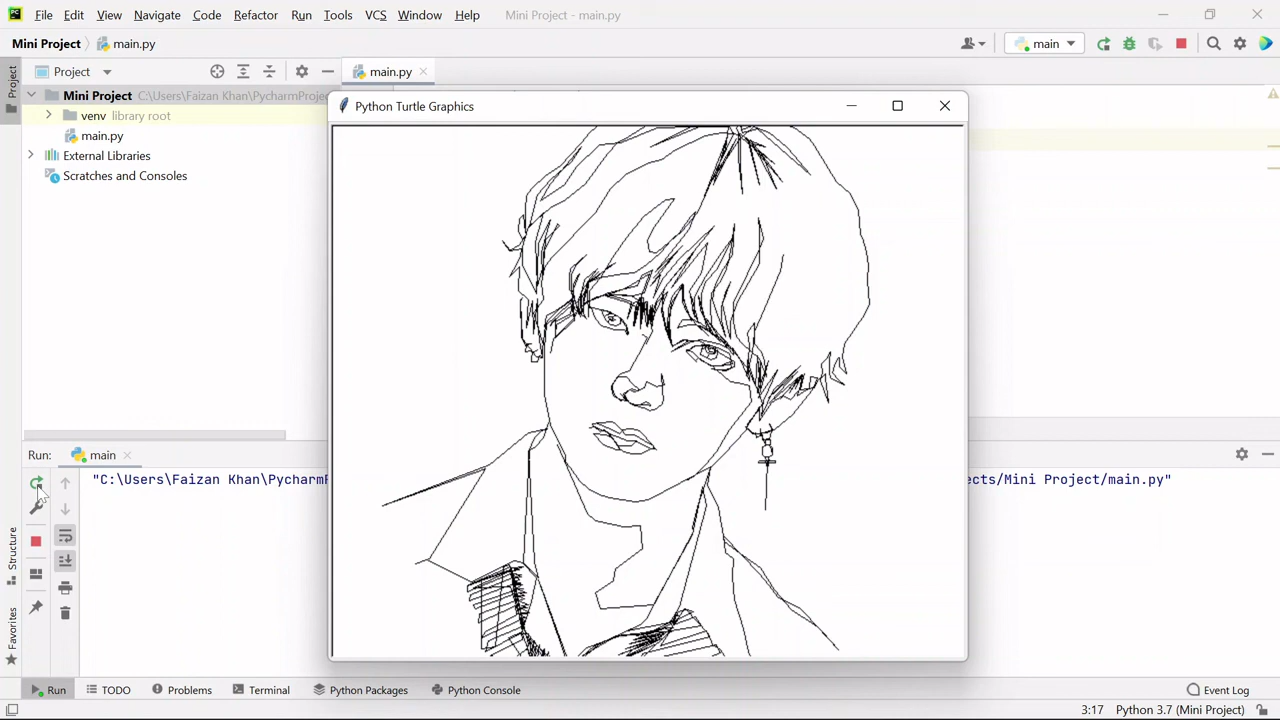 PC File Edit View Navigate Code Refactor Run Tools VCS Window Help Mini Project - main.py
Mini Project main.py main
Project Project main.py
Mini Project C:\Users\Faizan Khan\PycharmProje
Python Turtle Graphics
venv library root
main.py
External Libraries
Scratches and Consoles
Run: main
"C:\Users\Faizan Khan\PycharmP
ects/Mini Project/main.py"
Structure
Favorites
Run TODO Problems Terminal Python Packages Python Console Event Log
3:17 Python 3.7 (Mini Project)